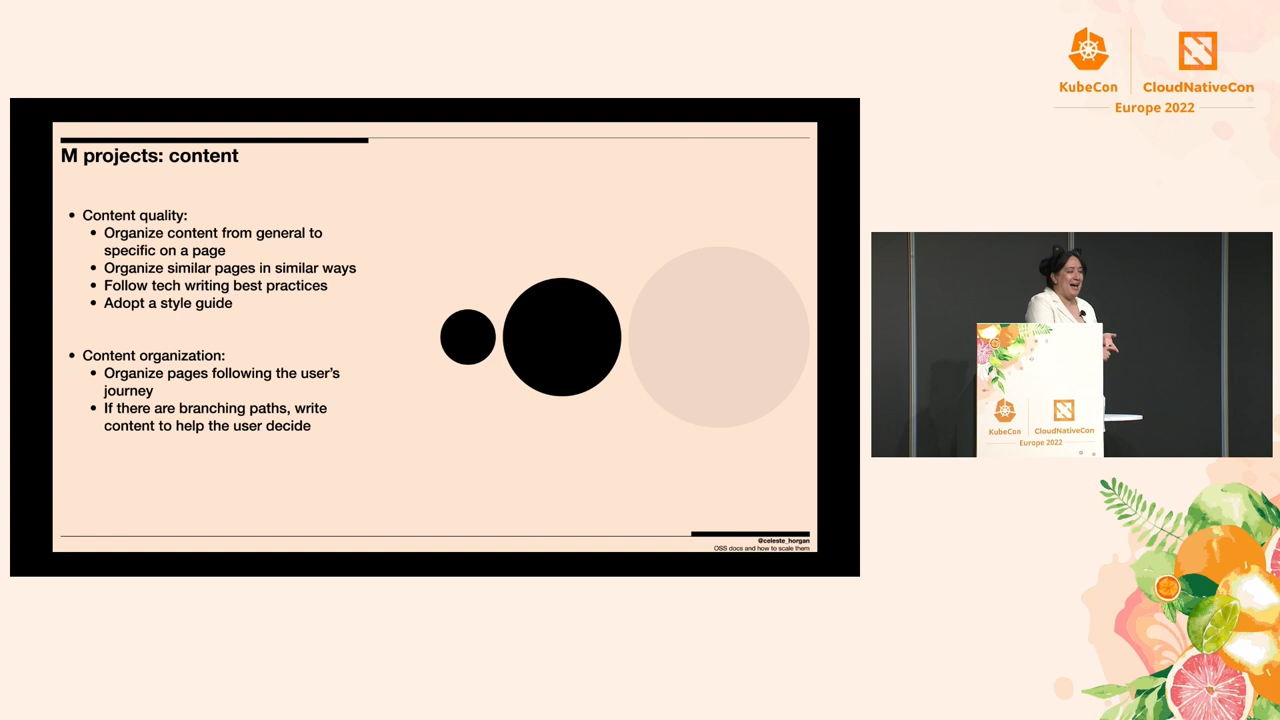 KubeCon
CloudNativeCon
Europe 2022
M projects: content
• Content quality:
• Organize content from general to
specific on a page
• Organize similar pages in similar ways
• Follow tech writing best practices
• Adopt a style guide
• Content organization:
• Organize pages following the user's
journey
• If there are branching paths, write
content to help the user decide
@celeste_horgan
OSS docs and how to scale them
KubeCon
CloudNativeCon
Europe 2022